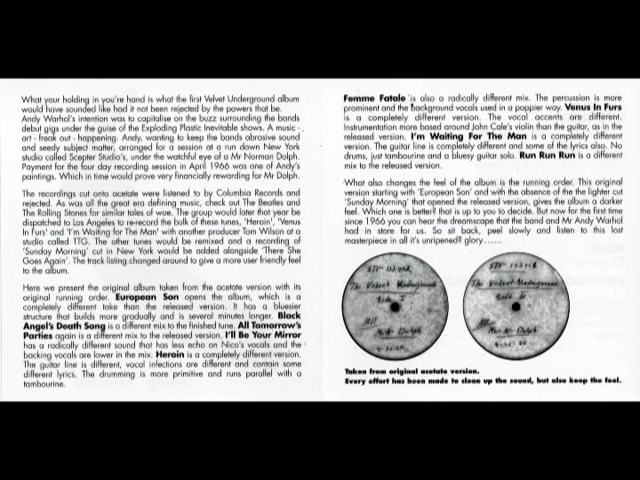 What your holding in you're hand is what the first Velvet Underground album
would have sounded like had it not been rejected by the powers that be.
Andy Warhol's intention was to capitalise on the buzz surrounding the bands
debut gigs under the guise of the Exploding Plastic Inevitable shows. A music -
art - freak out - happening. Andy, wanting to keep the bands abrasive sound
and seedy subject matter, arranged for a session at a run down New York
studio called Scepter Studio's, under the watchful eye of a Mr Norman Dolph.
Payment for the four day recording session in April 1966 was one of Andy's
paintings. Which in time would prove very financially rewarding for Mr Dolph.
The recordings cut onto acetate were listened to by Columbia Records and
rejected. As was all the great era defining music, check out The Beatles and
The Rolling Stones for similar tales of woe. The group would later that year be
dispatched to Los Angeles to re-record the bulk of these tunes, 'Heroin', 'Venus
In Furs' and 'I'm Waiting for The Man' with another producer Tom Wilson at a
studio called TTG. The other tunes would be remixed and a recording of
'Sunday Morning' cut in New York would be added alongside 'There She
Goes Again'. The track listing changed around to give a more user friendly feel
to the album.
Here we present the original album taken from the acetate version with its
original running order. European Son opens the album, which is a
completely different take than the released version. It has a bluesier
structure that builds more gradually and is several minutes longer. Black
Angel's Death Song is a different mix to the finished tune. All Tomorrow's
Parties again is a different mix to the released version. I'll Be Your Mirror
has a radically different sound that has less echo on Nico's vocals and the
backing vocals are lower in the mix. Heroin is a completely different version.
The guitar line is different, vocal infections are different and contain some
different lyrics. The drumming is more primitive and runs parallel with a
tambourine.
Femme Fatale is also a radically different mix. The percussion is more
prominent and the background vocals used in a poppier way. Venus In Furs
is a completely different version. The vocal accents are different.
Instrumentation more based around John Cale's violin than the guitar, as in the
released version. I'm Waiting For The Man is a completely different
version. The guitar line is completely different and some of the lyrics also. No
drums, just tambourine and a bluesy guitar solo. Run Run Run is a different
mix to the released version.
What also changes the feel of the album is the running order. This original
version starting with 'European Son' and with the absence of the the lighter cut
'Sunday Morning' that opened the released version, gives the album a darker
feel. Which one is better? that is up to you to decide. But now for the first time
since 1966 you can hear the dreamscape that the band and Mr Andy Warhol
had in store for us. So sit back, peel slowly and listen to this lost
masterpiece in all it's unripened? glory.......
The Velvet Underground
Side I
Mr N. Dolph
The Velvet Underground
Side
Mr N. Dolph
Taken from original acetate version.
Every effort has been made to clean up the sound, but also keep the feel.